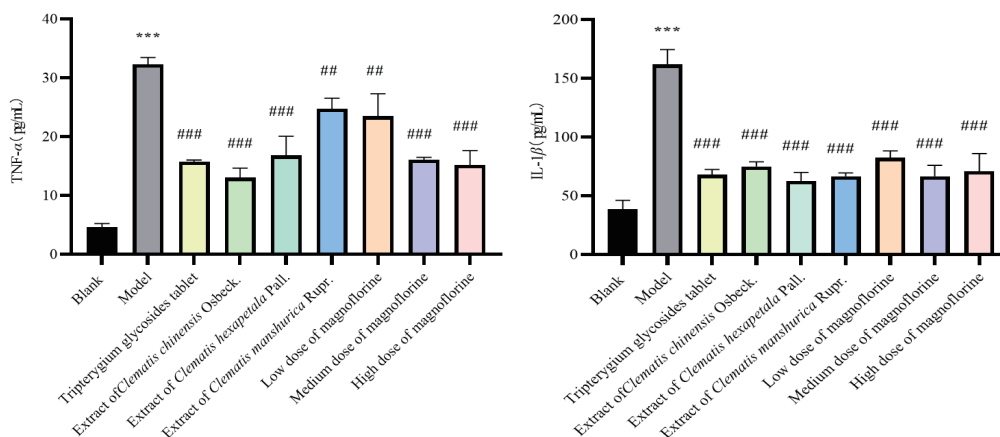 40
30
20
10
0
TNF-α(pg/mL)
***
###
###
###
##
##
###
###
Blank
Model
Tripterygium glycosides tablet
Extract ofClematis chinensis Osbeck.
Extract of Clematis hexapetala Pall.
Extract of Clematis manshurica Rupr.
Low dose of magnoflorine
Medium dose of magnoflorine
High dose of magnoflorine
200
150
100
50
0
IL-1β(pg/mL)
***
###
###
###
###
###
###
###
Blank
Model
Tripterygium glycosides tablet
Extract ofClematis chinensis Osbeck.
Extract of Clematis hexapetala Pall.
Extract of Clematis manshurica Rupr.
Low dose of magnoflorine
Medium dose of magnoflorine
High dose of magnoflorine